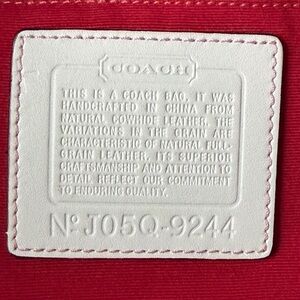 COACH
THIS IS A COACH BAG. IT WAS
HANDCRAFTED IN CHINA FROM
NATURAL COWHIDE LEATHER. THE
VARIATIONS IN THE GRAIN ARE
CHARACTERISTIC OF NATURAL FULL-
GRAIN LEATHER. ITS SUPERIOR
CRAFTSMANSHIP AND ATTENTION TO
DETAIL REFLECT OUR COMMITMENT
TO ENDURING QUALITY.
Nº J05Q-9244